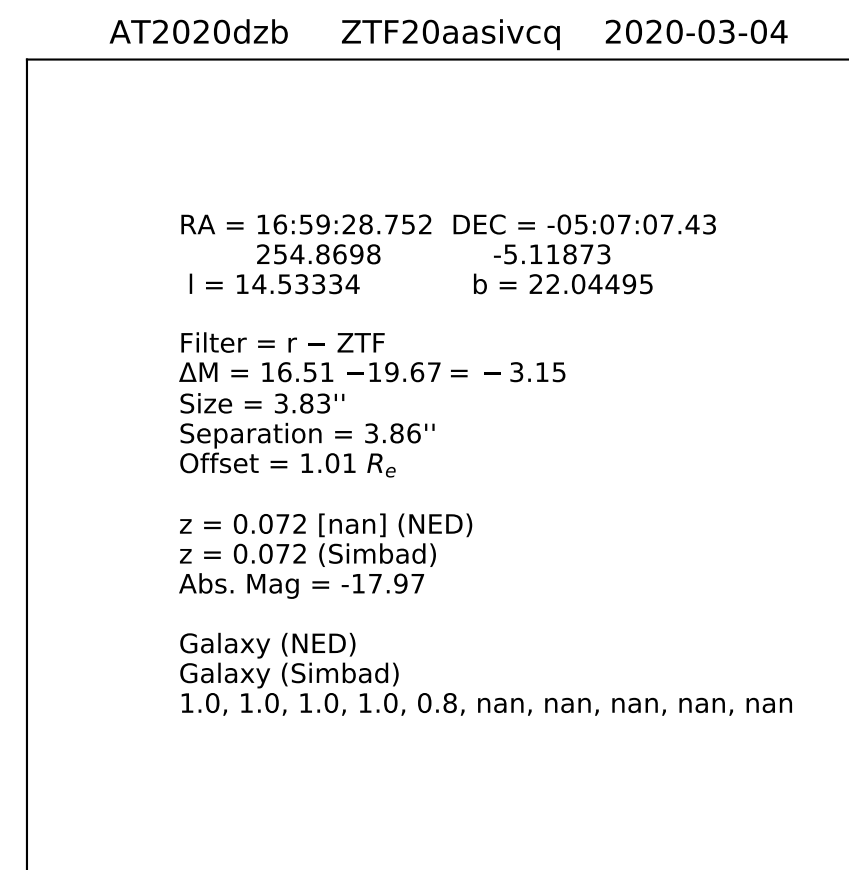 AT2020dzb ZTF20aasivcq 2020-03-04
RA = 16:59:28.752 DEC = -05:07:07.43
254.8698 -5.11873
l = 14.53334 b = 22.04495
Filter = r − ZTF
ΔM = 16.51 −19.67 = − 3.15
Size = 3.83''
Separation = 3.86''
Offset = 1.01 Re
z = 0.072 [nan] (NED)
z = 0.072 (Simbad)
Abs. Mag = -17.97
Galaxy (NED)
Galaxy (Simbad)
1.0, 1.0, 1.0, 1.0, 0.8, nan, nan, nan, nan, nan